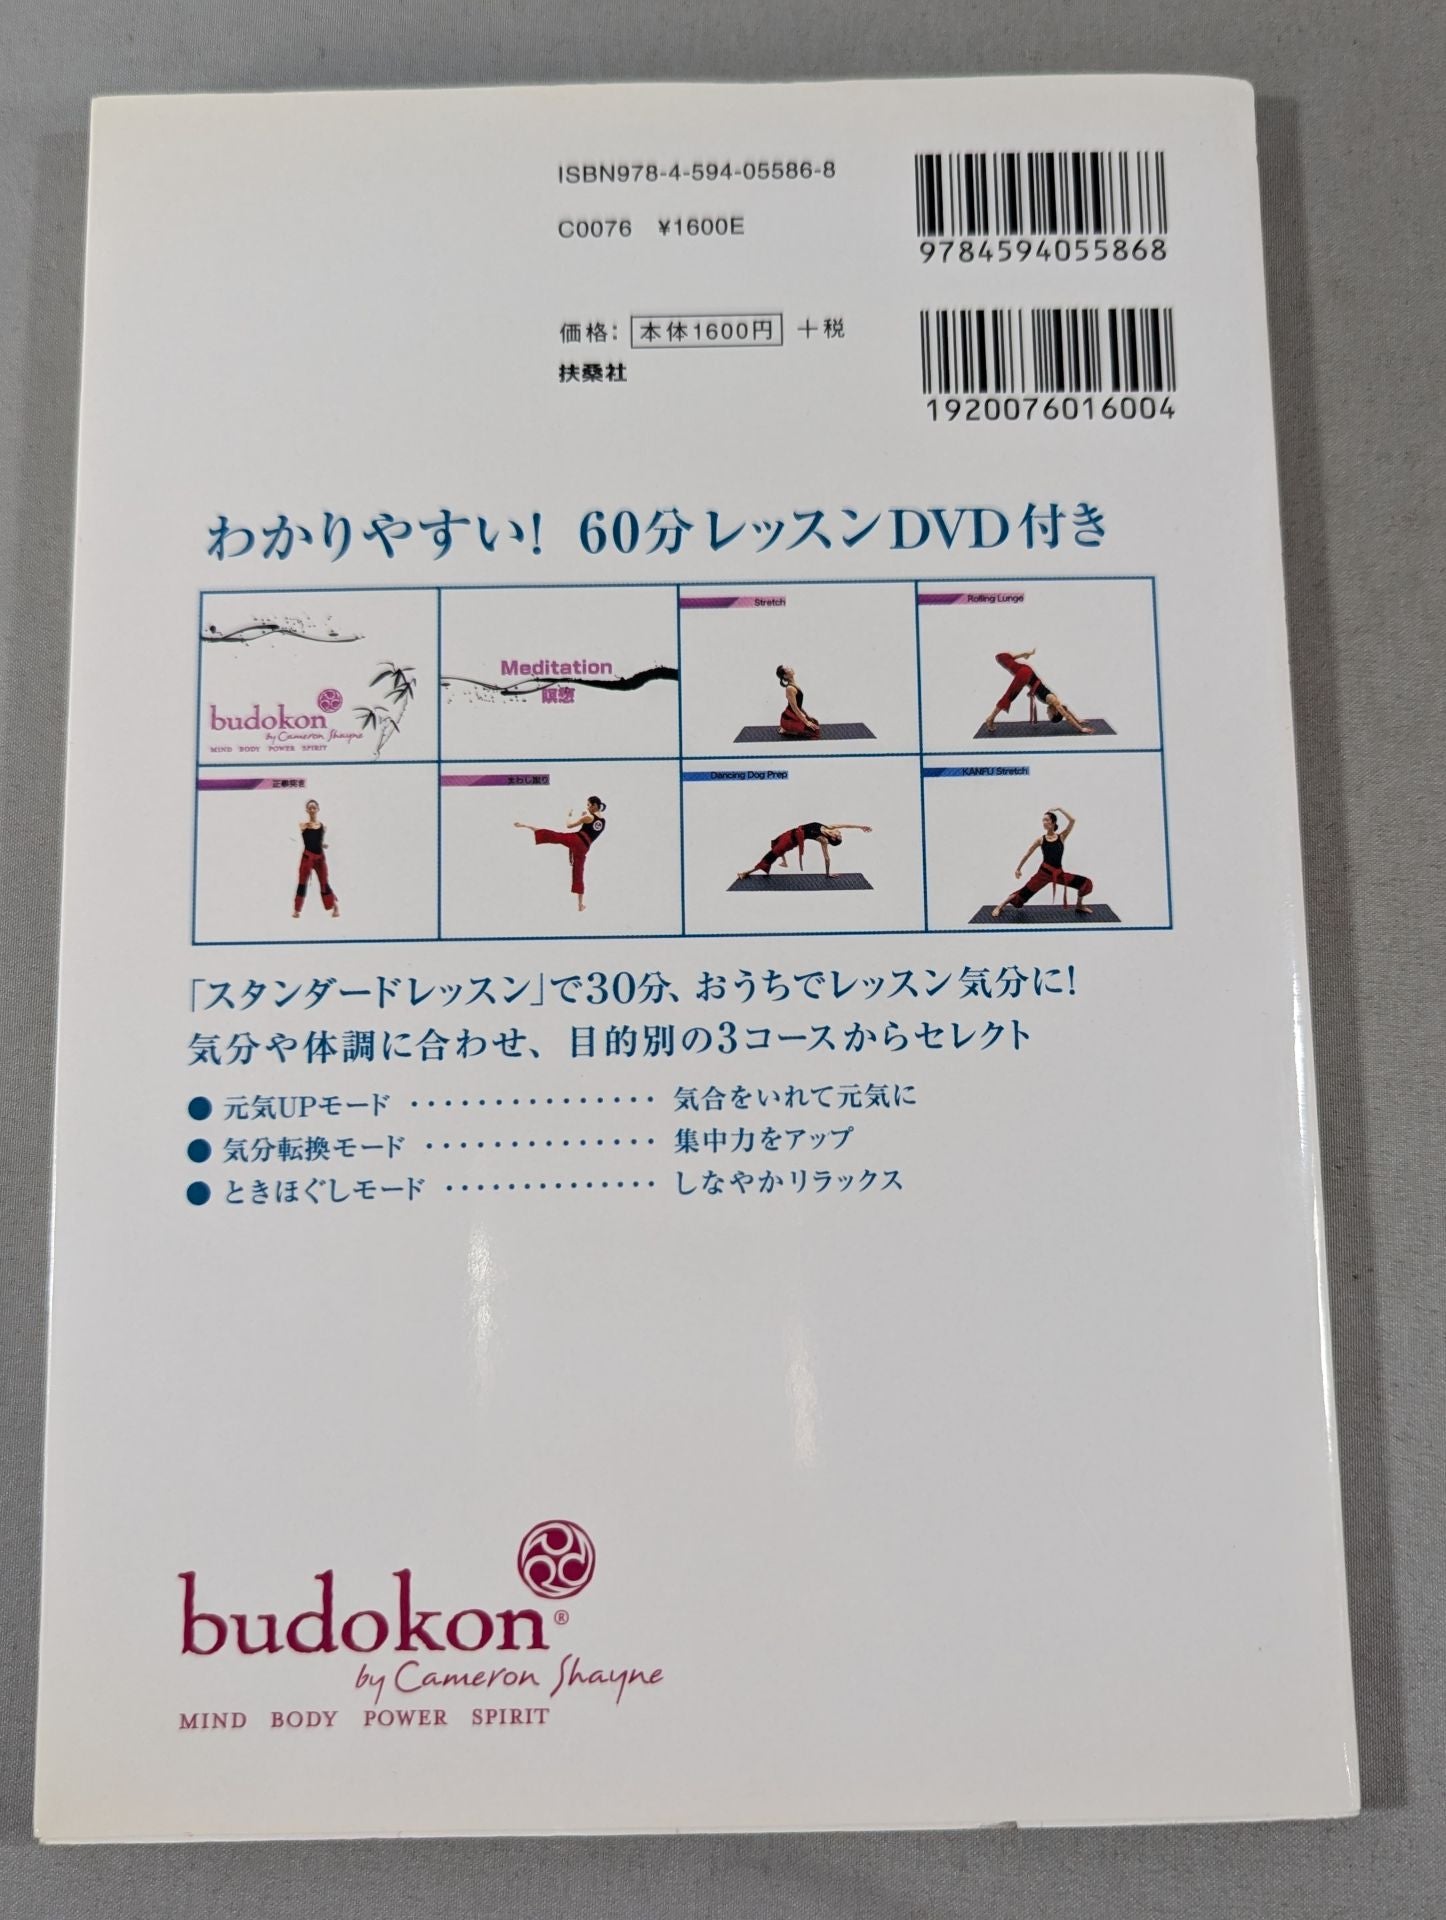 ISBN978-4-594-05586-8
C0076 ¥1600E
9784594055868
価格: 本体1600円 +税
扶桑社
1920076016004
わかりやすい! 60分レッスンDVD付き
budokon
by Cameron Shayne
MIND BODY POWER SPIRIT
Meditation
瞑想
Stretch
Rolling Lunge
正拳突き
まわし蹴り
Dancing Dog Prep
KANFU Stretch
「スタンダードレッスン」で30分、おうちでレッスン気分に!
気分や体調に合わせ、目的別の3コースからセレクト
● 元気UPモード ・・・・・・・・・・・・・・・ 気合をいれて元気に
● 気分転換モード ・・・・・・・・・・・・・・ 集中力をアップ
● ときほぐしモード ・・・・・・・・・・・・・ しなやかリラックス
budokon®
by Cameron Shayne
MIND BODY POWER SPIRIT